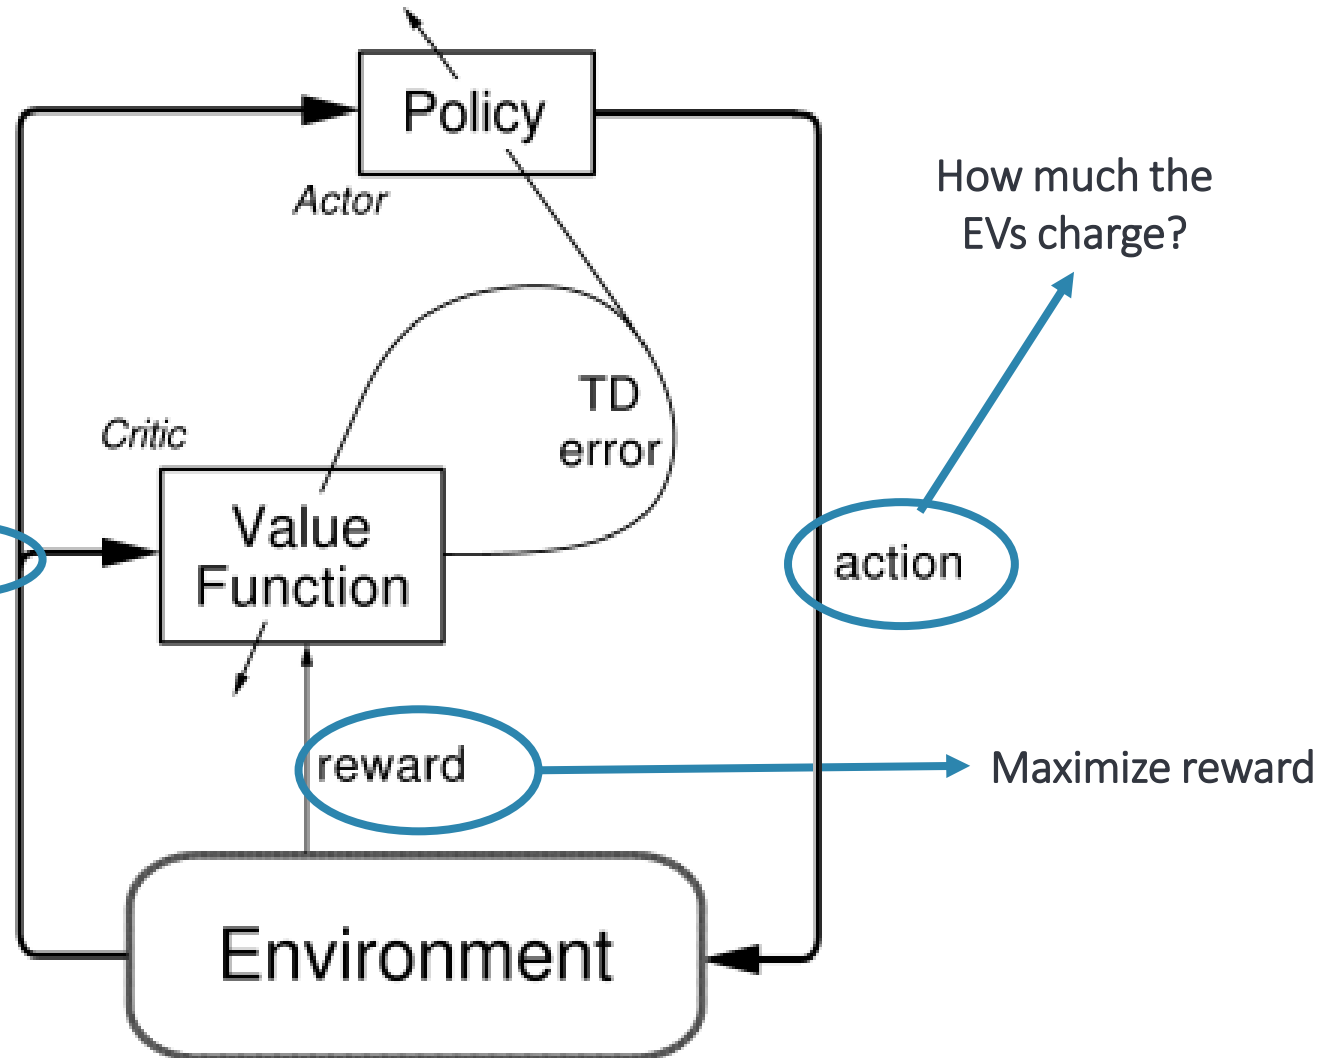 Policy
Actor
How much the
EVs charge?
TD
error
Critic
Value
Function
action
reward
Maximize reward
Environment